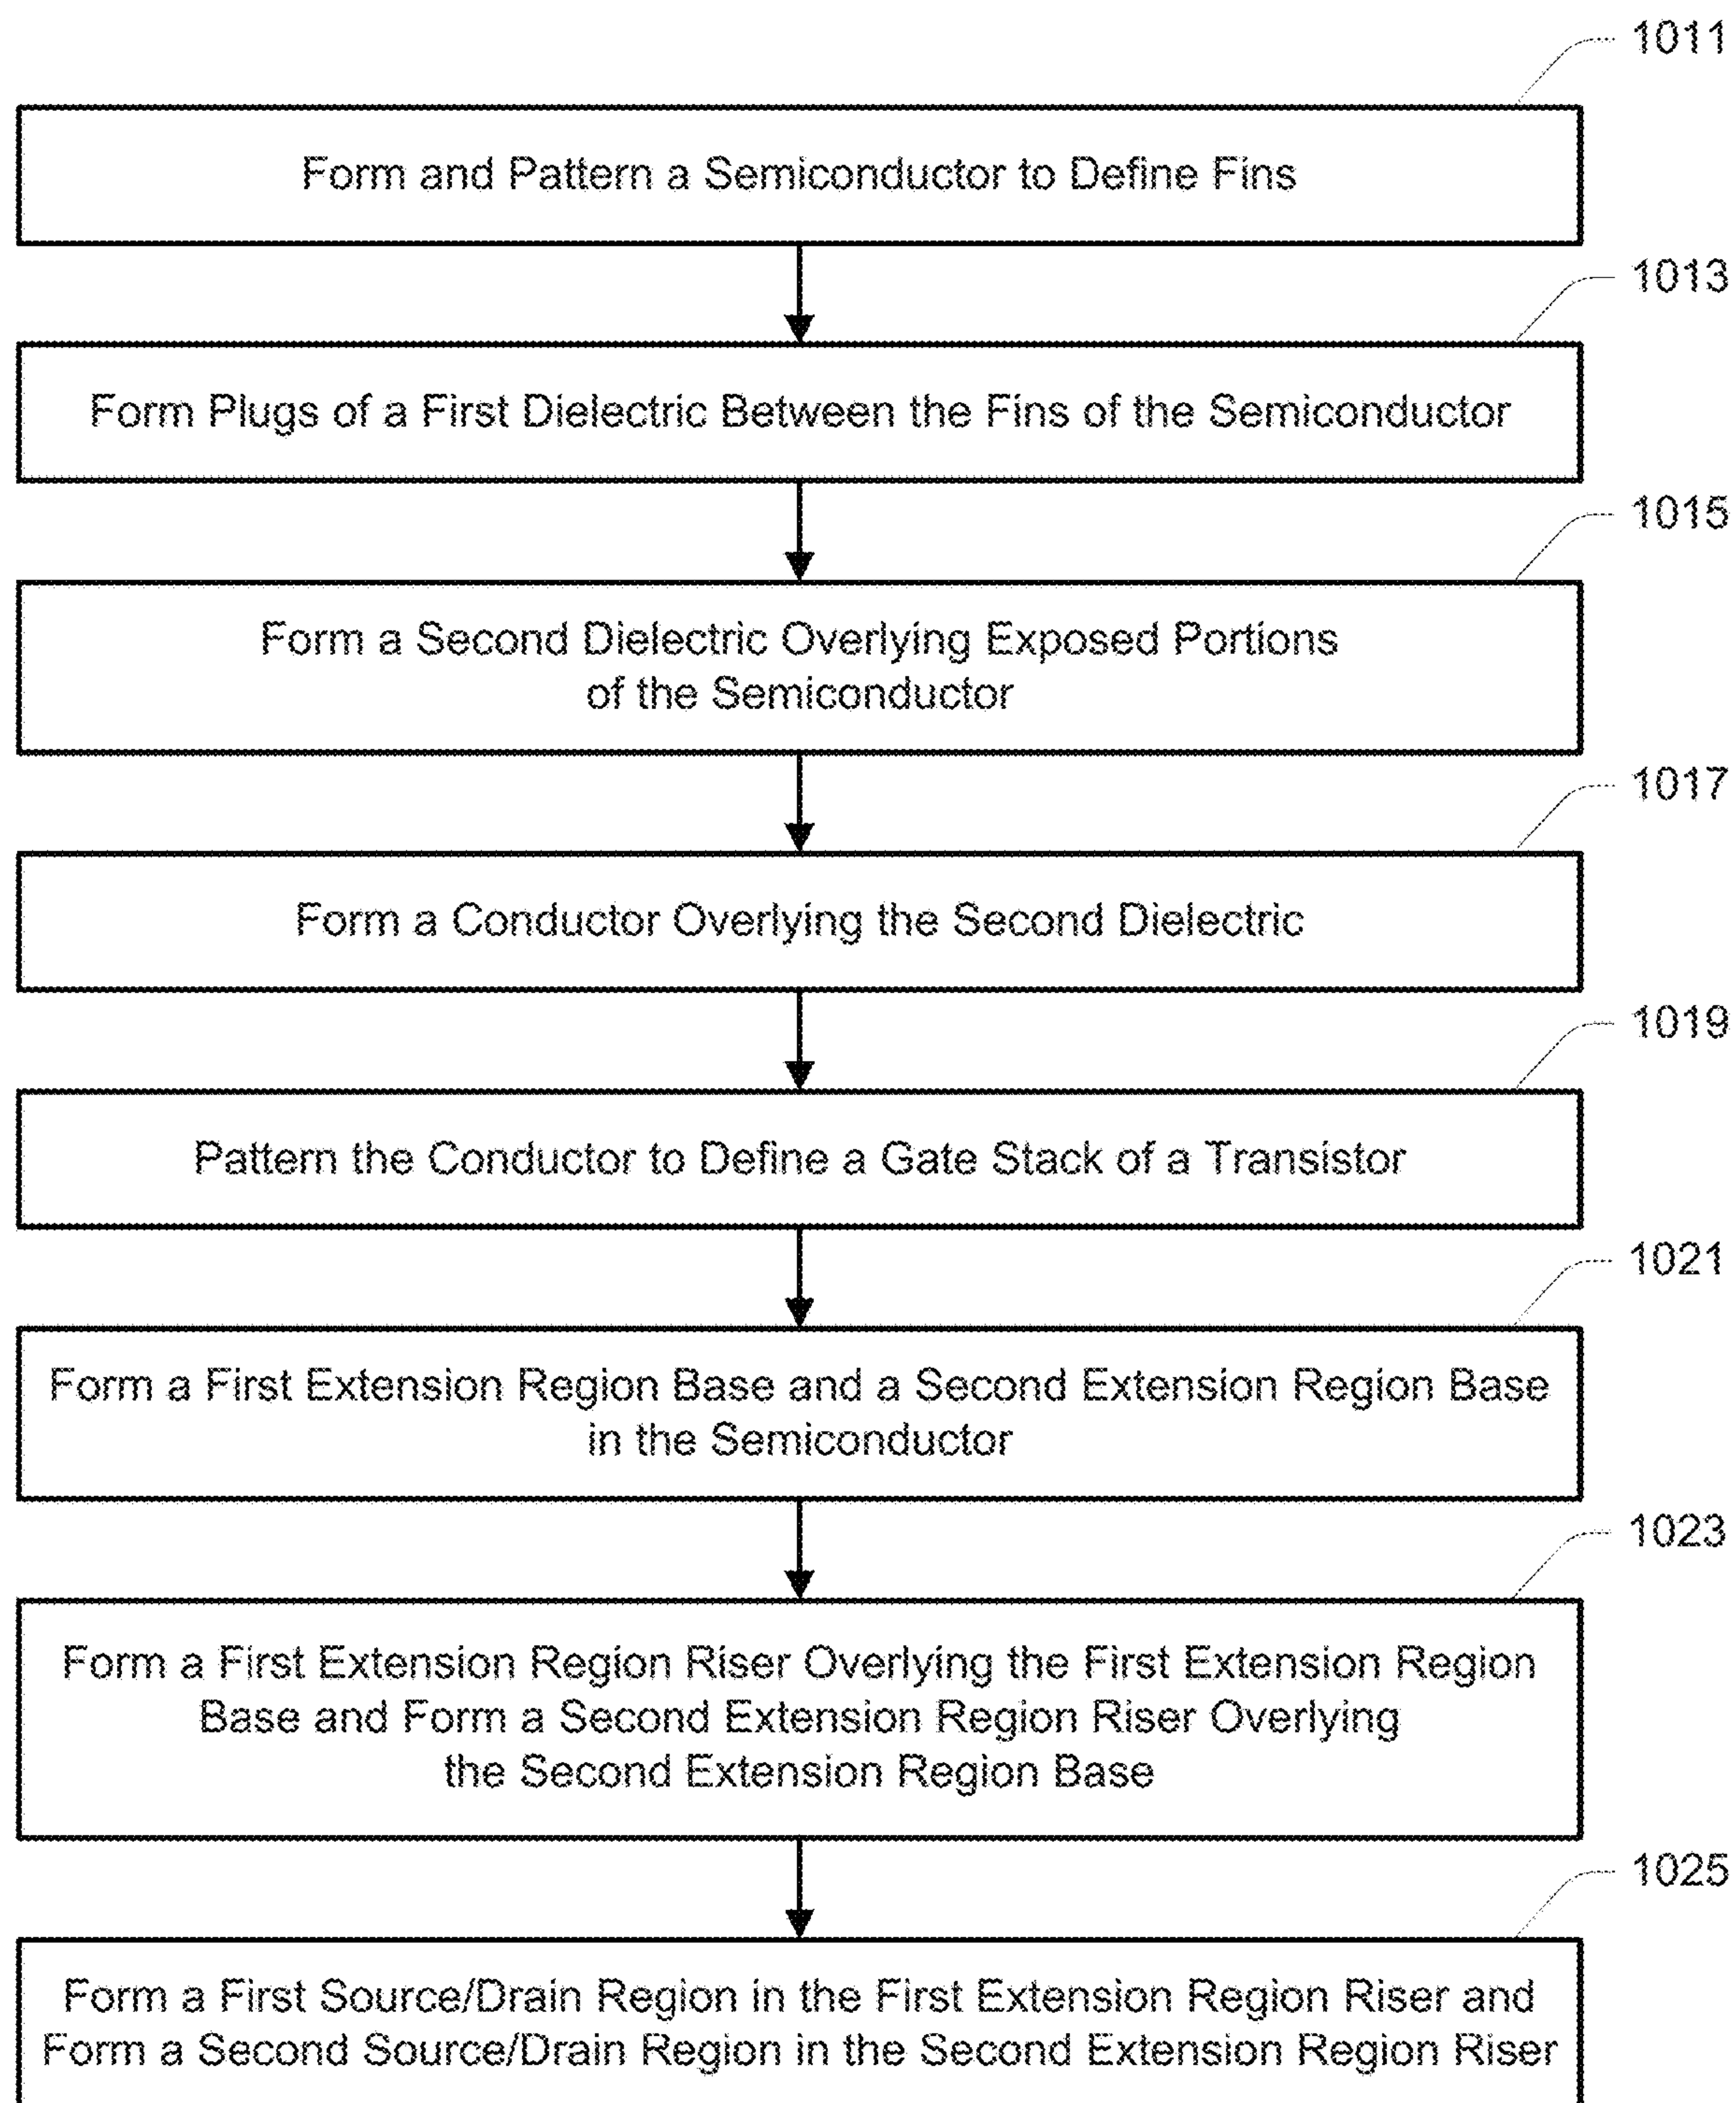 1011
Form and Pattern a Semiconductor to Define Fins
1013
Form Plugs of a First Dielectric Between the Fins of the Semiconductor
1015
Form a Second Dielectric Overlying Exposed Portions
of the Semiconductor
1017
Form a Conductor Overlying the Second Dielectric
1019
Pattern the Conductor to Define a Gate Stack of a Transistor
1021
Form a First Extension Region Base and a Second Extension Region Base
in the Semiconductor
1023
Form a First Extension Region Riser Overlying the First Extension Region
Base and Form a Second Extension Region Riser Overlying
the Second Extension Region Base
1025
Form a First Source/Drain Region in the First Extension Region Riser and
Form a Second Source/Drain Region in the Second Extension Region Riser